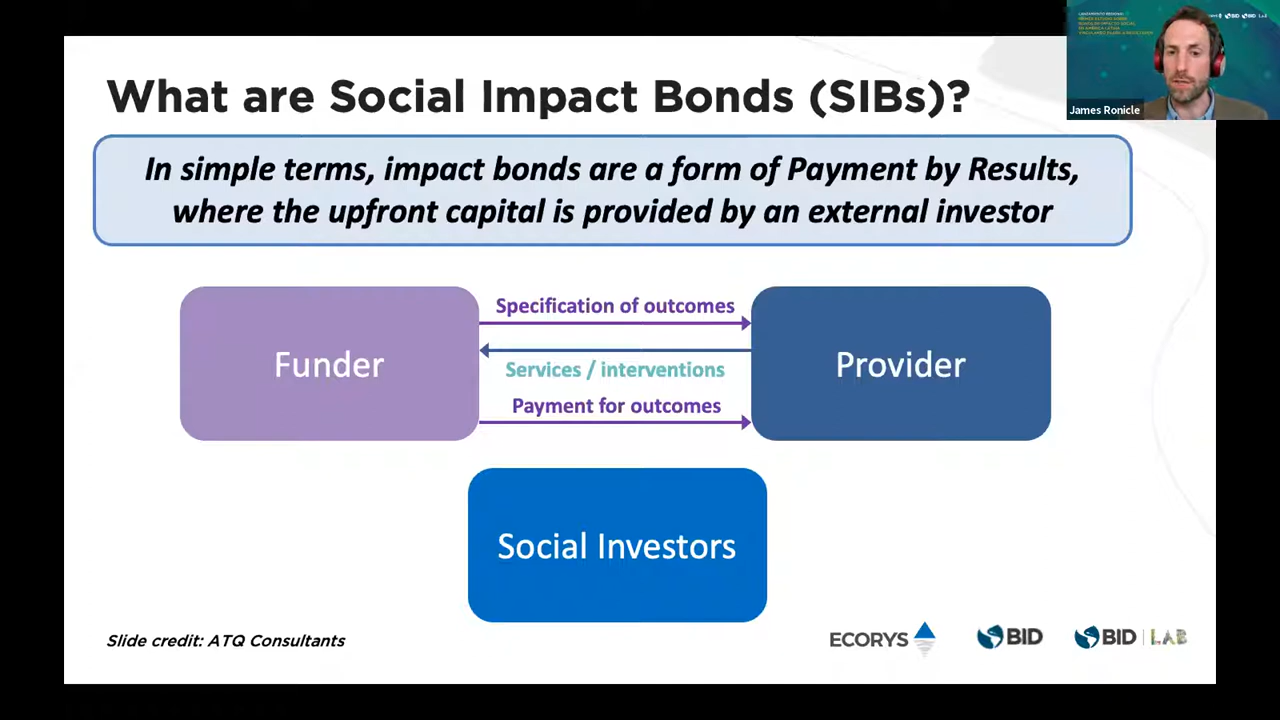 What are Social Impact Bonds (SIBs)?
In simple terms, impact bonds are a form of Payment by Results,
where the upfront capital is provided by an external investor
Funder
Specification of outcomes
Services / interventions
Payment for outcomes
Provider
Social Investors
Slide credit: ATQ Consultants
ECORYS
BID
BID | LAB
James Ronicle